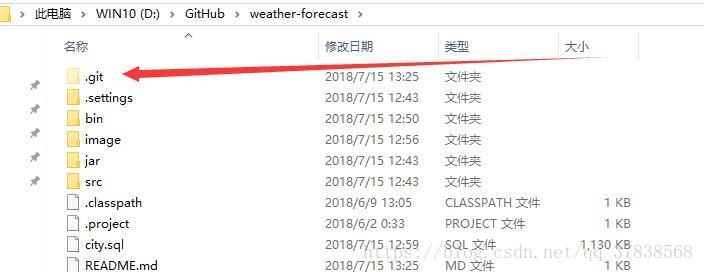 此电脑 › WIN10 (D:) › GitHub › weather-forecast
名称 修改日期 类型 大小
.git 2018/7/15 13:25 文件夹
.settings 2018/7/15 12:43 文件夹
bin 2018/7/15 12:50 文件夹
image 2018/7/15 12:56 文件夹
jar 2018/7/15 12:43 文件夹
src 2018/7/15 12:43 文件夹
.classpath 2018/6/9 13:05 CLASSPATH 文件 1 KB
.project 2018/6/2 0:33 PROJECT 文件 1 KB
city.sql 2018/7/15 12:59 SQL 文件 1,130 KB
README.md 2018/7/15 13:25 MD 文件 1 KB
https://blog.csdn.net/qq_37838568